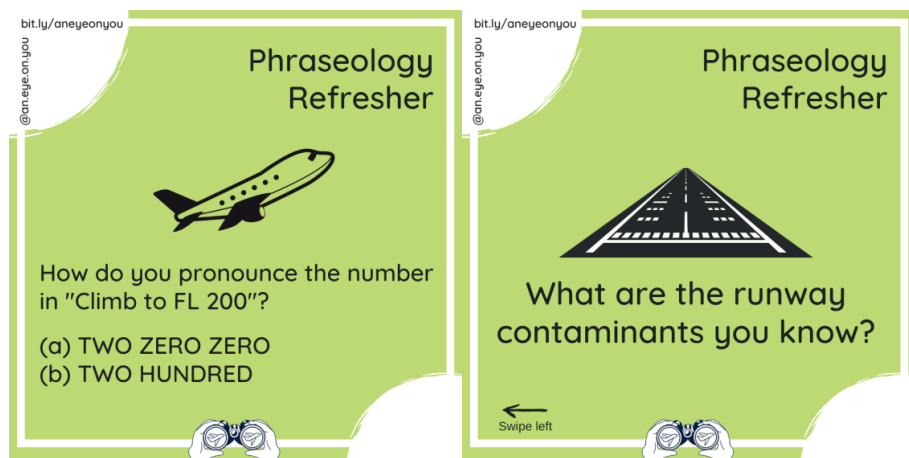 bit.ly/aneyeonyou
@an.eye.on.you
Phraseology
Refresher
How do you pronounce the number
in "Climb to FL 200"?
(a) TWO ZERO ZERO
(b) TWO HUNDRED
bit.ly/aneyeonyou
@an.eye.on.you
Phraseology
Refresher
What are the runway
contaminants you know?
Swipe left